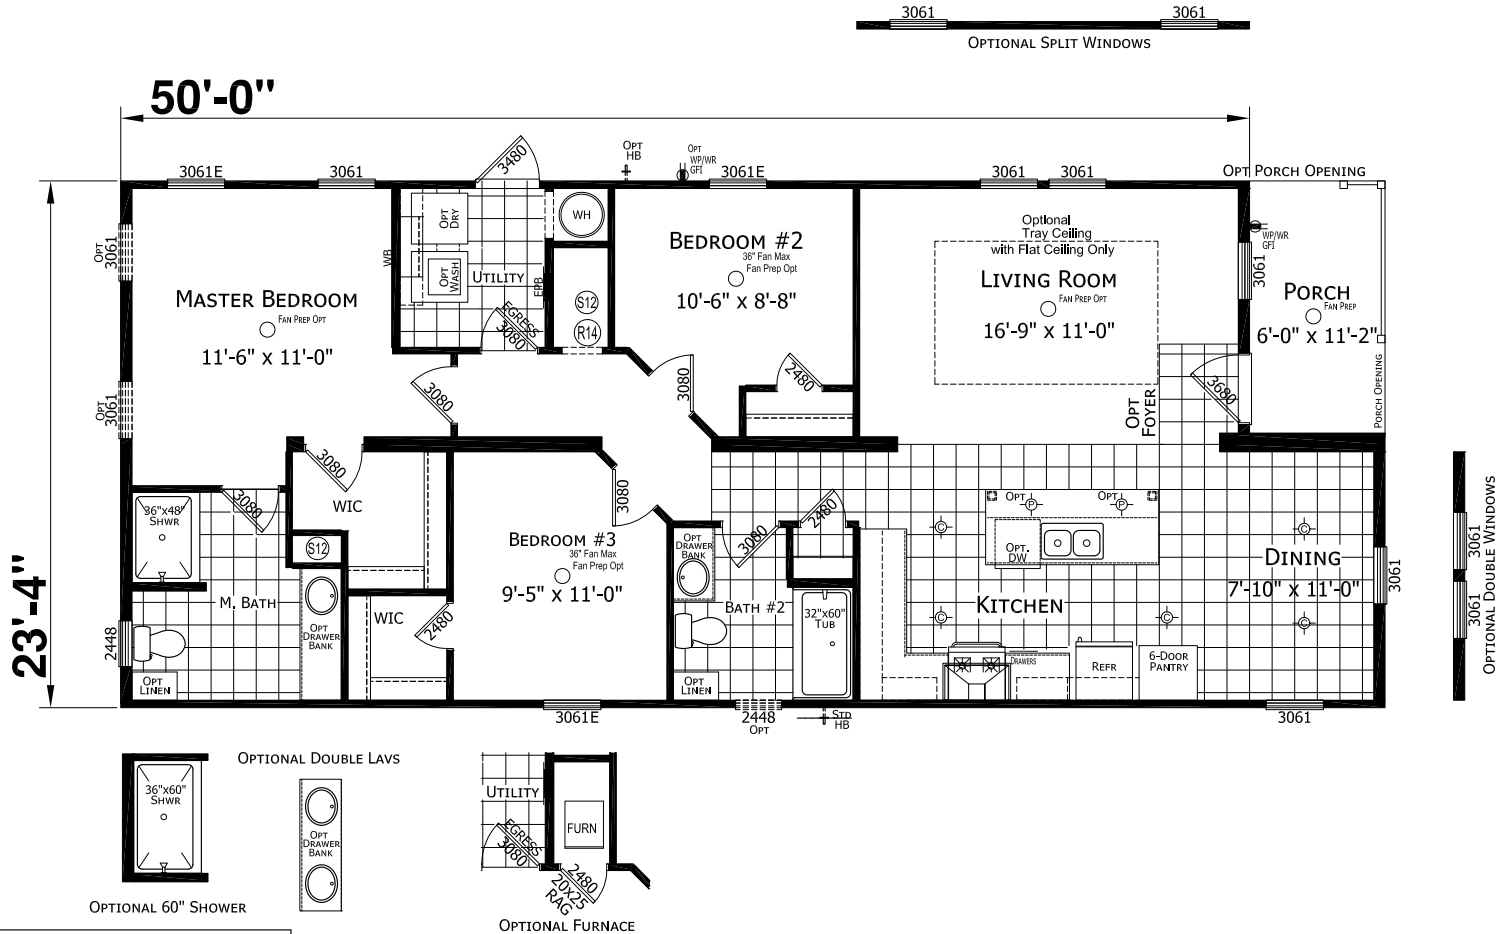 3061
3061
OPTIONAL SPLIT WINDOWS
50'-0"
23'-4"
3061E
3061
3480
OPT
HB
OPT
WP/WR
GFI
3061E
3061
3061
OPT PORCH OPENING
OPT
3061
OPT
3061
MASTER BEDROOM
FAN PREP OPT
11'-6" x 11'-0"
WB
OPT
DRY
OPT
WASH
UTILITY
EPB
EGRESS
3080
WH
S12
R14
BEDROOM #2
36" Fan Max
Fan Prep Opt
10'-6" x 8'-8"
3080
2480
3080
Optional
Tray Ceiling
with Flat Ceiling Only
LIVING ROOM
FAN PREP OPT
16'-9" x 11'-0"
OPT
FOYER
3680
WP/WR
GFI
3061
PORCH
FAN PREP
6'-0" x 11'-2"
PORCH OPENING
3080
WIC
3080
36"x48"
SHWR
S12
M. BATH
OPT
DRAWER
BANK
OPT
LINEN
2448
WIC
2480
BEDROOM #3
36" Fan Max
Fan Prep Opt
9'-5" x 11'-0"
3080
3061E
OPT
DRAWER
BANK
3080
2480
BATH #2
32"x60"
TUB
OPT
LINEN
2448
OPT
STD
HB
OPT
P
OPT
P
C
C
C
C
C
OPT.
DW
KITCHEN
DRAWERS
REFR
6-DOOR
PANTRY
DINING
7'-10" x 11'-0"
3061
3061
3061
3061
OPTIONAL DOUBLE WINDOWS
36"x60"
SHWR
OPTIONAL 60" SHOWER
OPTIONAL DOUBLE LAVS
OPT
DRAWER
BANK
UTILITY
EGRESS
3080
FURN
2480
20x25
RAG
OPTIONAL FURNACE